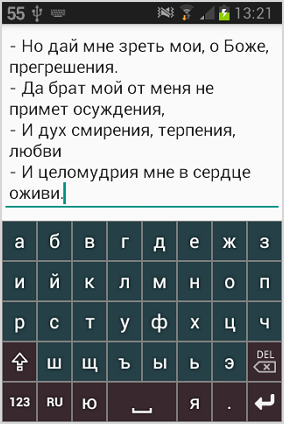 55 13:21
- Но дай мне зреть мои, о Боже,
прегрешения.
- Да брат мой от меня не
примет осуждения,
- И дух смирения, терпения,
любви
- И целомудрия мне в сердце
оживи.
а б в г д е ж з
и й к л м н о п
р с т у ф х ц ч
ш щ ъ ы ь э DEL
123 RU ю я .